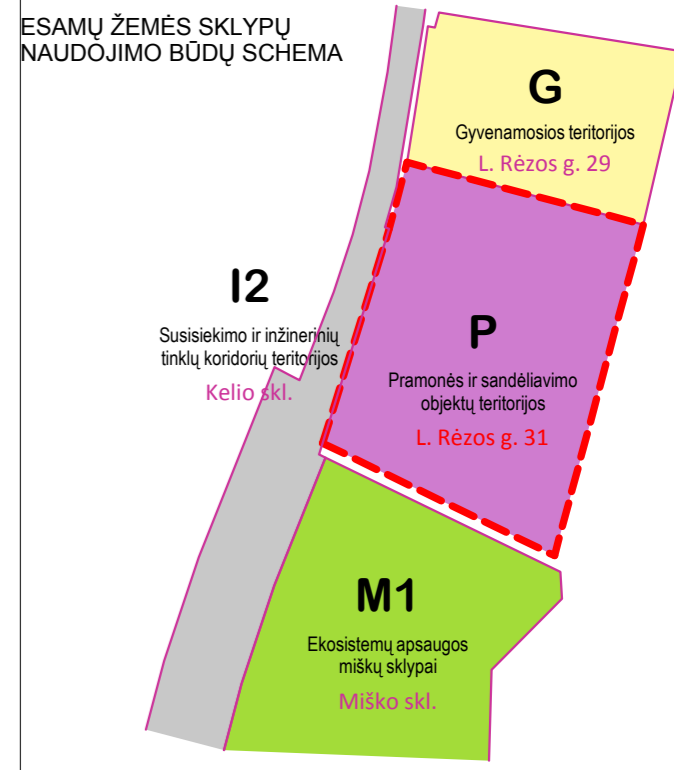 ESAMŲ ŽEMĖS SKLYPŲ
NAUDOJIMO BŪDŲ SCHEMA
G
Gyvenamosios teritorijos
L. Rėzos g. 29
I2
Susisiekimo ir inžinerinių
tinklų koridorių teritorijos
Kelio skl.
P
Pramonės ir sandėliavimo
objektų teritorijos
L. Rėzos g. 31
M1
Ekosistemų apsaugos
miškų sklypai
Miško skl.